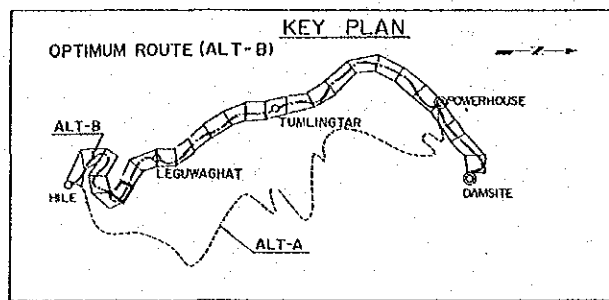 KEY PLAN
OPTIMUM ROUTE (ALT-B)
N
POWERHOUSE
TUMLINGTAR
ALT-B
LEGUWAGHAT
HILE
DAMSITE
ALT-A